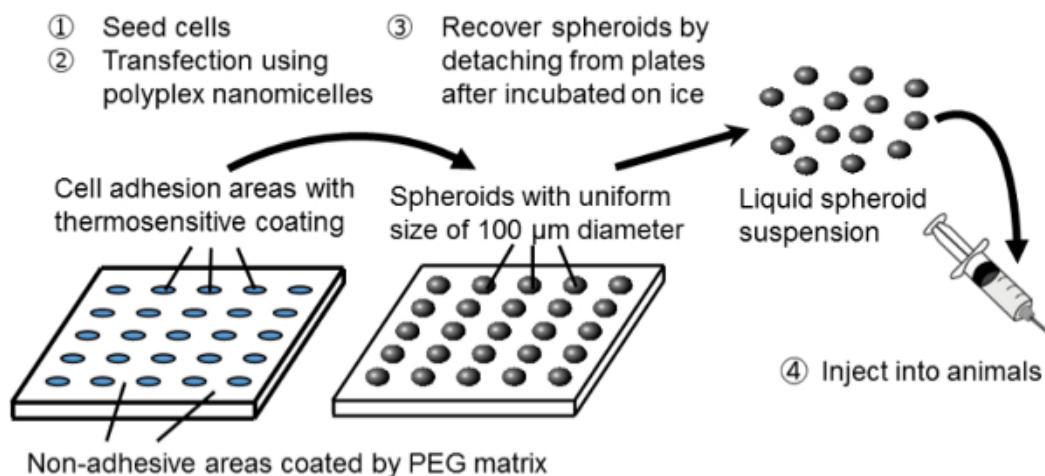 ① Seed cells
② Transfection using
polyplex nanomicelles
③ Recover spheroids by
detaching from plates
after incubated on ice
Cell adhesion areas with
thermosensitive coating
Spheroids with uniform
size of 100 μm diameter
Liquid spheroid
suspension
④ Inject into animals
Non-adhesive areas coated by PEG matrix